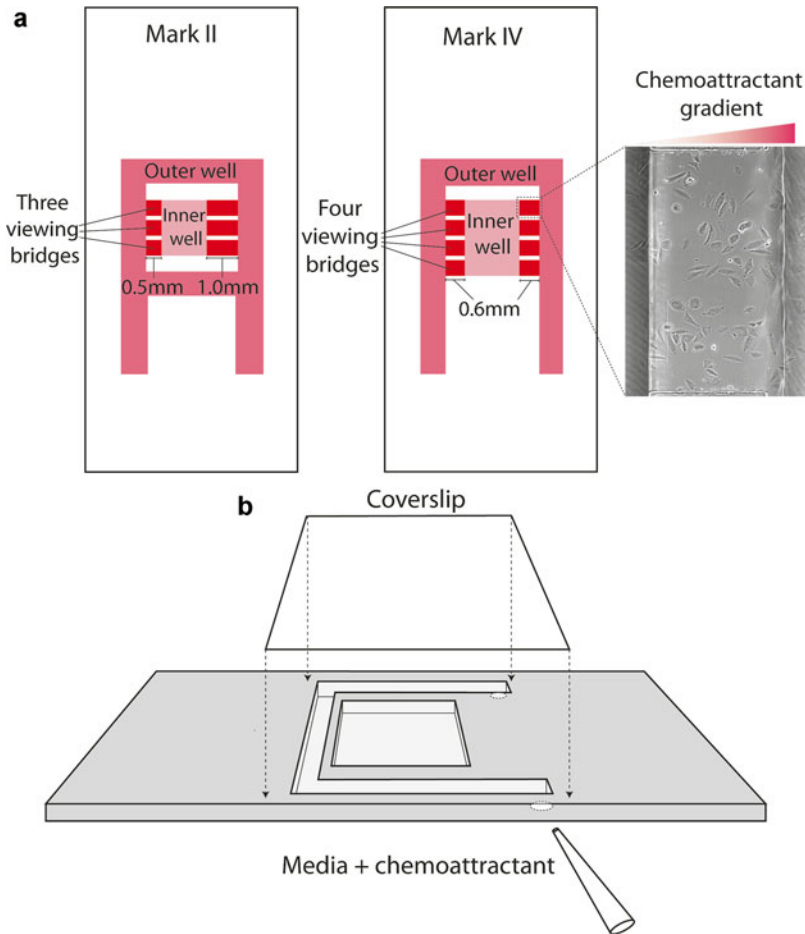 a
Mark II
Mark IV
Chemoattractant
gradient
Outer well
Outer well
Three
viewing
bridges
Inner
well
Four
viewing
bridges
Inner
well
0.5mm
1.0mm
0.6mm
b
Coverslip
Media + chemoattractant